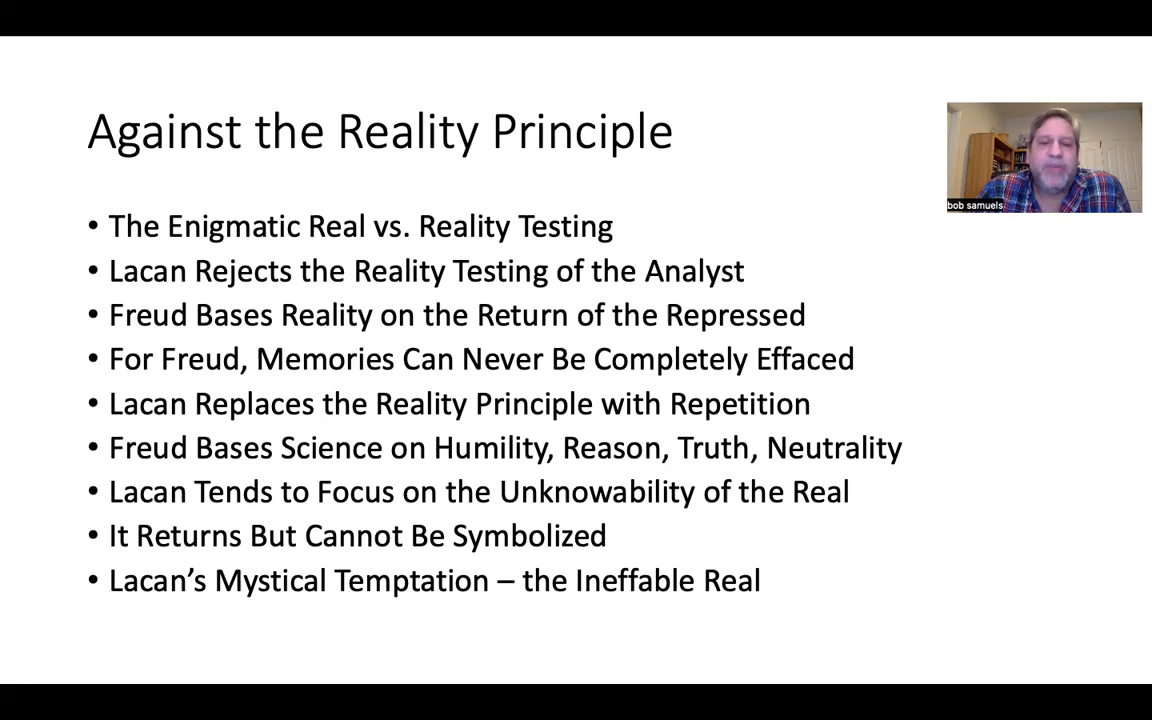 Against the Reality Principle
bob samuels
• The Enigmatic Real vs. Reality Testing
• Lacan Rejects the Reality Testing of the Analyst
• Freud Bases Reality on the Return of the Repressed
• For Freud, Memories Can Never Be Completely Effaced
• Lacan Replaces the Reality Principle with Repetition
• Freud Bases Science on Humility, Reason, Truth, Neutrality
• Lacan Tends to Focus on the Unknowability of the Real
• It Returns But Cannot Be Symbolized
• Lacan’s Mystical Temptation – the Ineffable Real